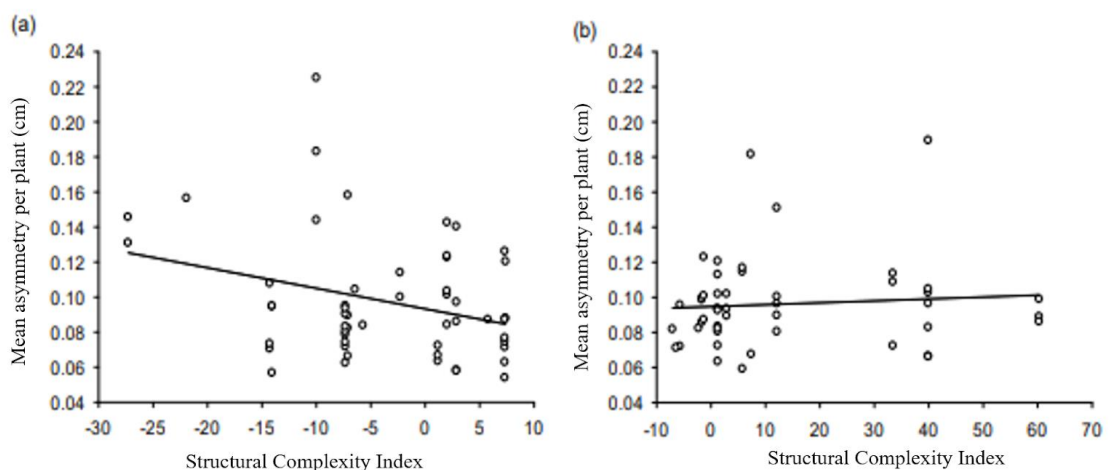 (a)
0.24
0.22
0.20
0.18
0.16
0.14
0.12
0.10
0.08
0.06
0.04
Mean asymmetry per plant (cm)
-30 -25 -20 -15 -10 -5 0 5 10
Structural Complexity Index
(b)
0.24
0.22
0.20
0.18
0.16
0.14
0.12
0.10
0.08
0.06
0.04
Mean asymmetry per plant (cm)
-10 0 10 20 30 40 50 60 70
Structural Complexity Index